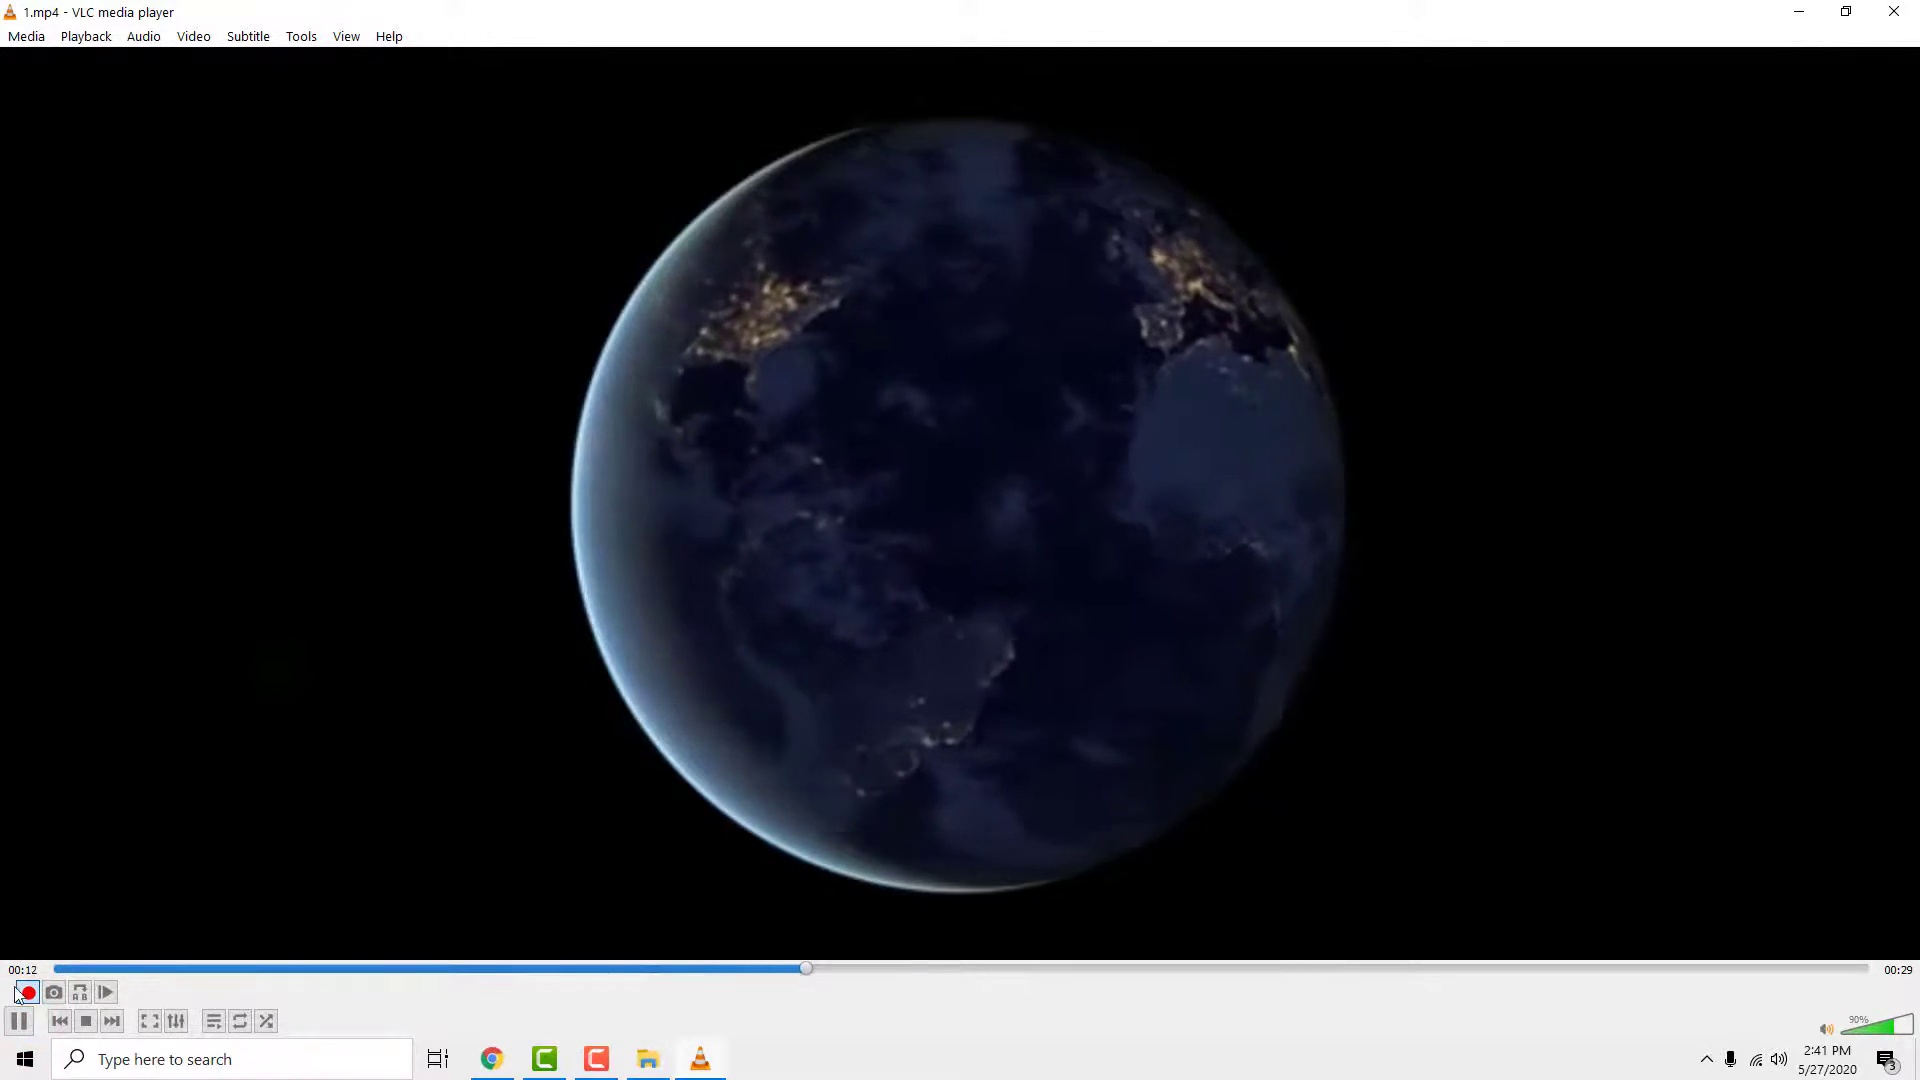 1.mp4 - VLC media player
Media Playback Audio Video Subtitle Tools View Help
00:12 00:29
A B
90%
Type here to search
2:41 PM
5/27/2020
3